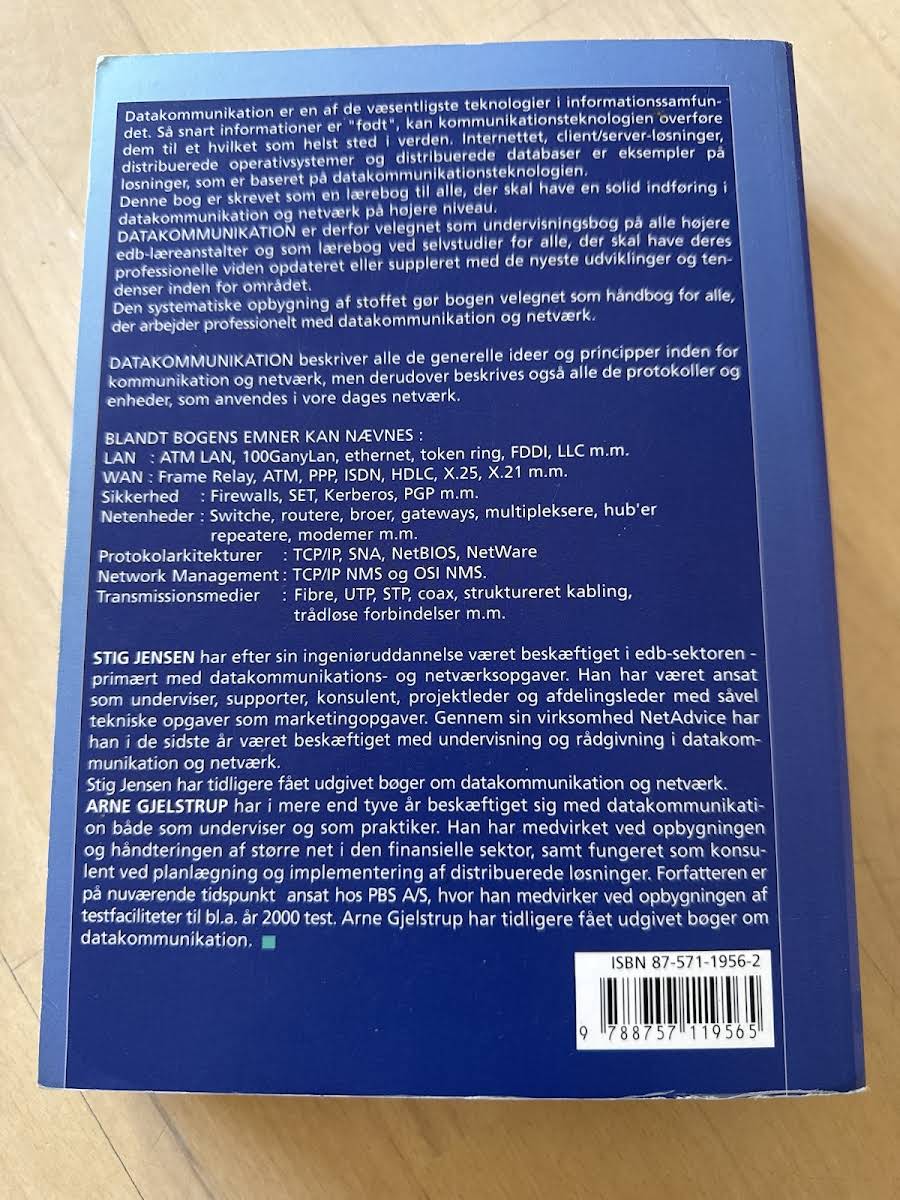 Datakommunikation er en af de væsentligste teknologier i informationssamfun-
det. Så snart informationer er "født", kan kommunikationsteknologien overføre
dem til et hvilket som helst sted i verden. Internettet, client/server-løsninger,
distribuerede operativsystemer og distribuerede databaser er eksempler på
løsninger, som er baseret på datakommunikationsteknologien.
Denne bog er skrevet som en lærebog til alle, der skal have en solid indføring i
datakommunikation og netværk på højere niveau.
DATAKOMMUNIKATION er derfor velegnet som undervisningsbog på alle højere
edb-læreanstalter og som lærebog ved selvstudier for alle, der skal have deres
professionelle viden opdateret eller suppleret med de nyeste udviklinger og ten-
denser inden for området.
Den systematiske opbygning af stoffet gør bogen velegnet som håndbog for alle,
der arbejder professionelt med datakommunikation og netværk.
DATAKOMMUNIKATION beskriver alle de generelle ideer og principper inden for
kommunikation og netværk, men derudover beskrives også alle de protokoller og
enheder, som anvendes i vore dages netværk.
BLANDT BOGENS EMNER KAN NÆVNES :
LAN : ATM LAN, 100GanyLan, ethernet, token ring, FDDI, LLC m.m.
WAN : Frame Relay, ATM, PPP, ISDN, HDLC, X.25, X.21 m.m.
Sikkerhed : Firewalls, SET, Kerberos, PGP m.m.
Netenheder : Switche, routere, broer, gateways, multipleksere, hub'er
repeatere, modemer m.m.
Protokolarkitekturer : TCP/IP, SNA, NetBIOS, NetWare
Network Management : TCP/IP NMS og OSI NMS.
Transmissionsmedier : Fibre, UTP, STP, coax, struktureret kabling,
trådløse forbindelser m.m.
STIG JENSEN har efter sin ingeniøruddannelse været beskæftiget i edb-sektoren -
primært med datakommunikations- og netværksopgaver. Han har været ansat
som underviser, supporter, konsulent, projektleder og afdelingsleder med såvel
tekniske opgaver som marketingopgaver. Gennem sin virksomhed NetAdvice har
han i de sidste år været beskæftiget med undervisning og rådgivning i datakom-
munikation og netværk.
Stig Jensen har tidligere fået udgivet bøger om datakommunikation og netværk.
ARNE GJELSTRUP har i mere end tyve år beskæftiget sig med datakommunikati-
on både som underviser og som praktiker. Han har medvirket ved opbygningen
og håndteringen af større net i den finansielle sektor, samt fungeret som konsu-
lent ved planlægning og implementering af distribuerede løsninger. Forfatteren er
på nuværende tidspunkt ansat hos PBS A/S, hvor han medvirker ved opbygningen af
testfaciliteter til bl.a. år 2000 test. Arne Gjelstrup har tidligere fået udgivet bøger om
datakommunikation.
ISBN 87-571-1956-2
9 788757 119565